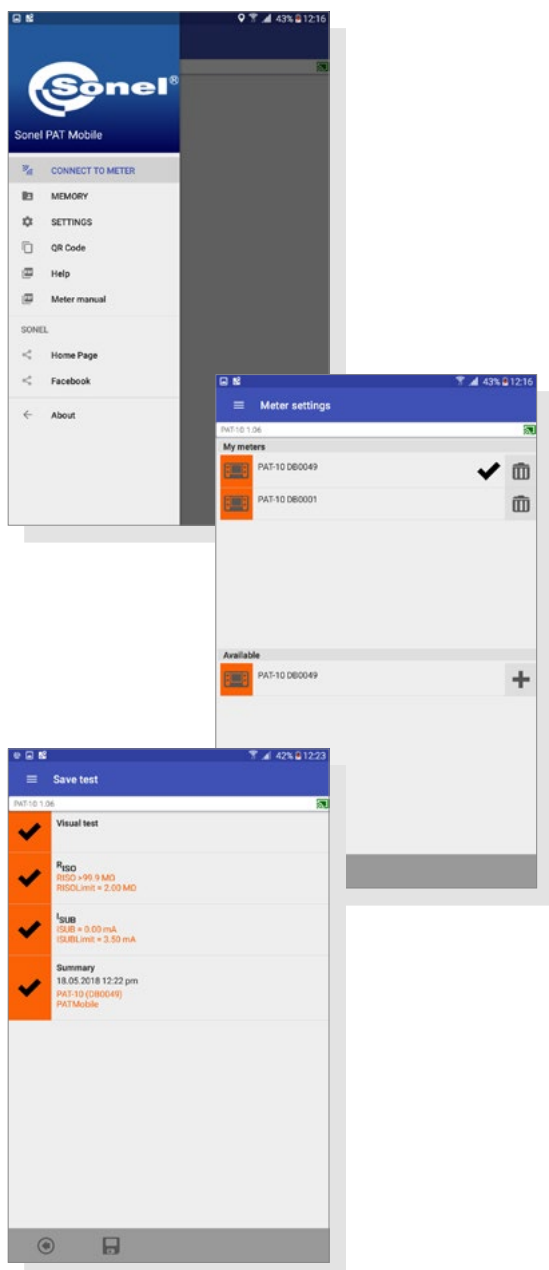 43% 12:16
Sonel®
Sonel PAT Mobile
CONNECT TO METER
MEMORY
SETTINGS
QR Code
Help
Meter manual
SONEL
Home Page
Facebook
About
43% 12:16
Meter settings
PAT-10 1.06
My meters
PAT-10 DB0049
PAT-10 DB0001
Available
PAT-10 DB0049
42% 12:23
Save test
PAT-10 1.06
Visual test
RISO
RISO >99.9 MΩ
RISOLimit = 2.00 MΩ
ISUB
ISUB = 0.00 mA
ISUBLimit = 3.50 mA
Summary
18.05.2018 12:22 pm
PAT-10 (DB0049)
PATMobile